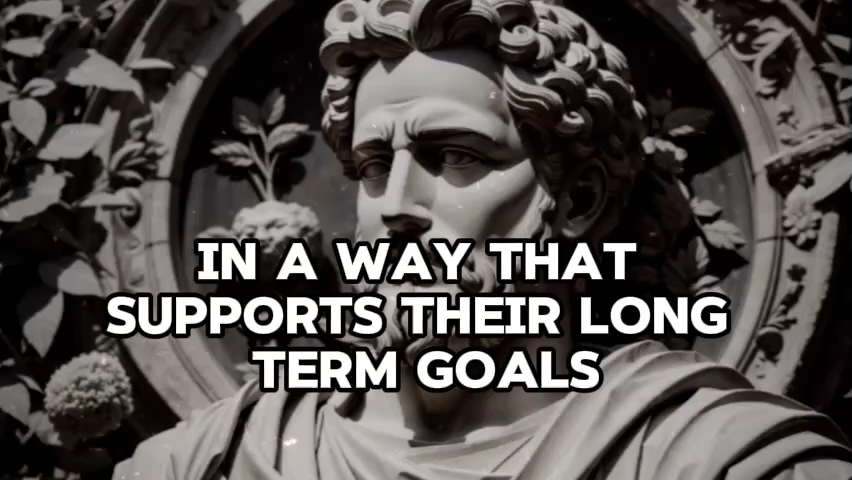 IN A WAY THAT
SUPPORTS THEIR LONG
TERM GOALS